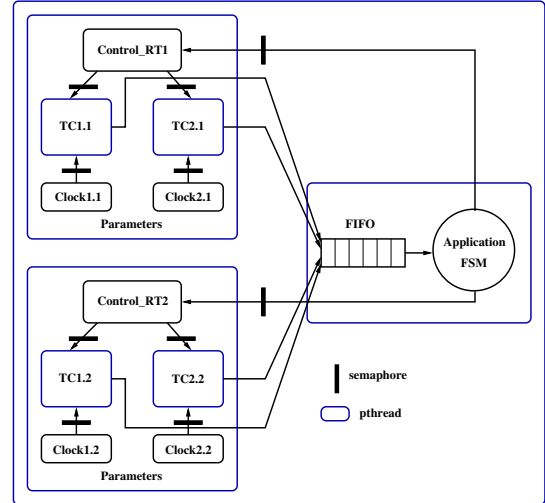 Control_RT1
TC1.1
TC2.1
Clock1.1
Clock2.1
Parameters
FIFO
Application
FSM
Control_RT2
TC1.2
TC2.2
Clock1.2
Clock2.2
Parameters
semaphore
pthread